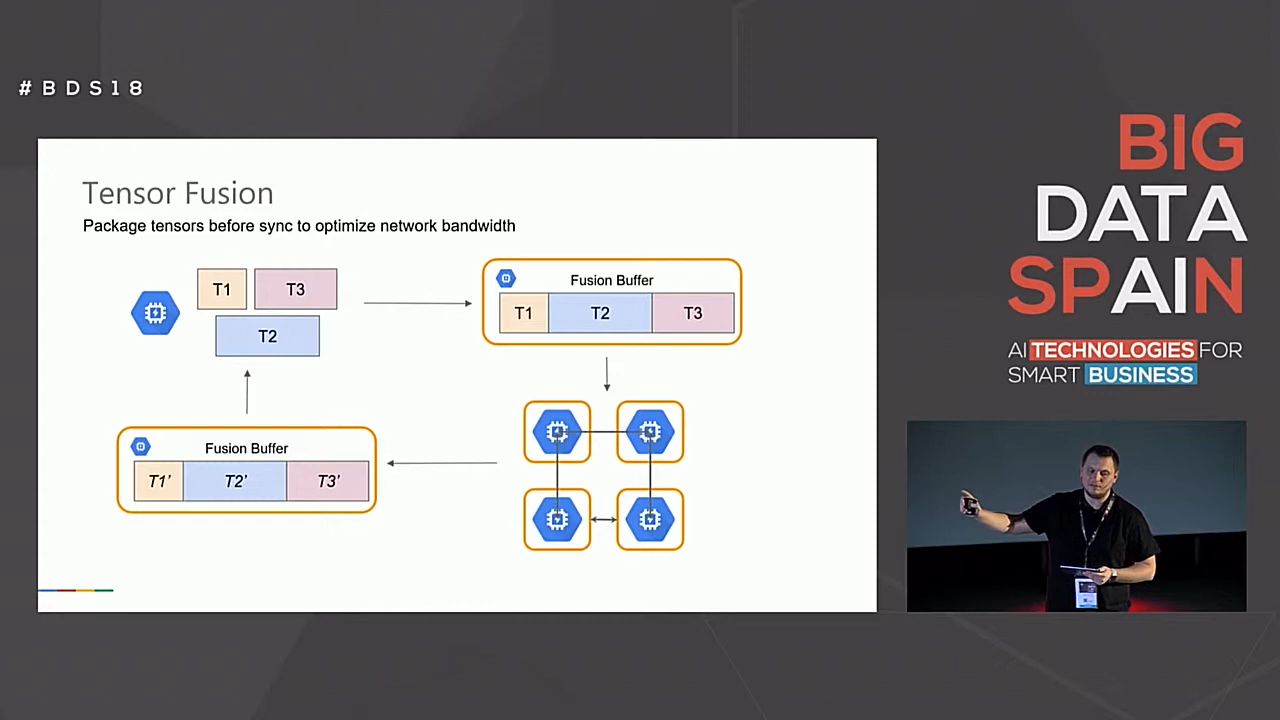 #BDS18
Tensor Fusion
Package tensors before sync to optimize network bandwidth
T1
T3
T2
Fusion Buffer
T1 T2 T3
Fusion Buffer
T1’ T2’ T3’
BIG
DATA
SPAIN
AI TECHNOLOGIES FOR
SMART BUSINESS